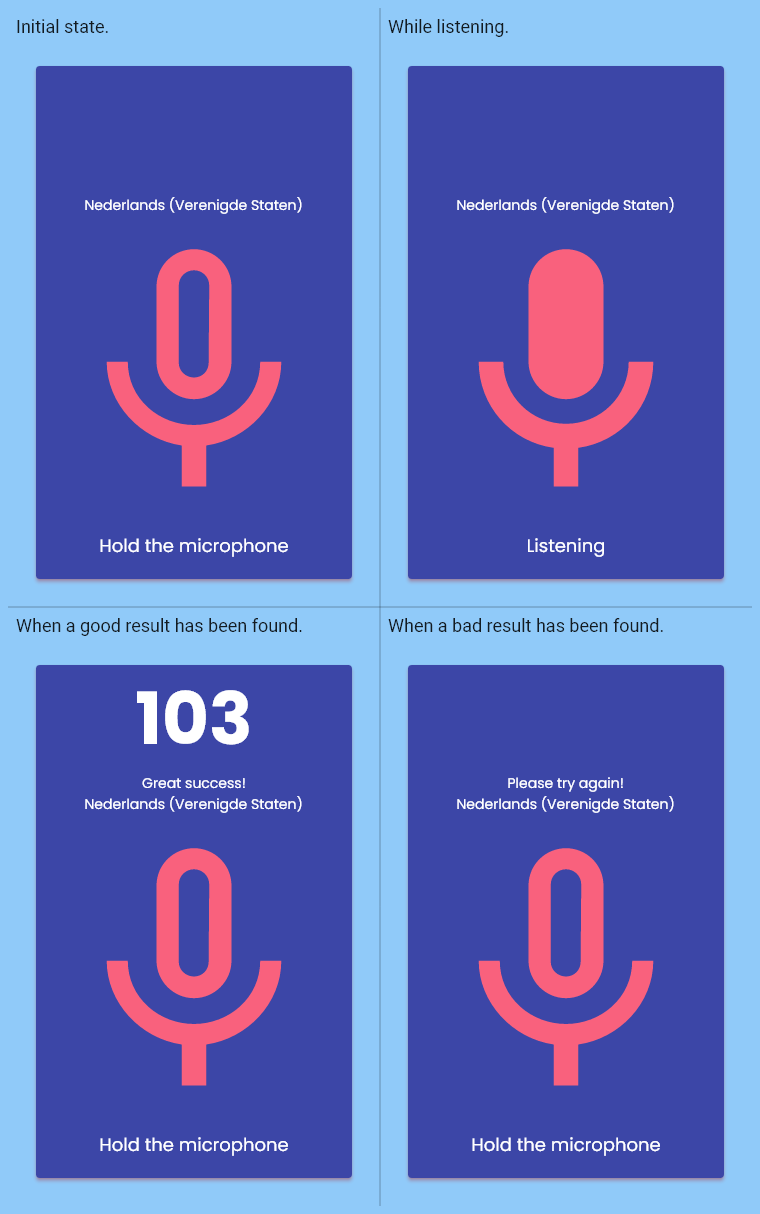 Initial state.
Nederlands (Verenigde Staten)
Hold the microphone
While listening.
Nederlands (Verenigde Staten)
Listening
When a good result has been found.
103
Great success!
Nederlands (Verenigde Staten)
Hold the microphone
When a bad result has been found.
Please try again!
Nederlands (Verenigde Staten)
Hold the microphone